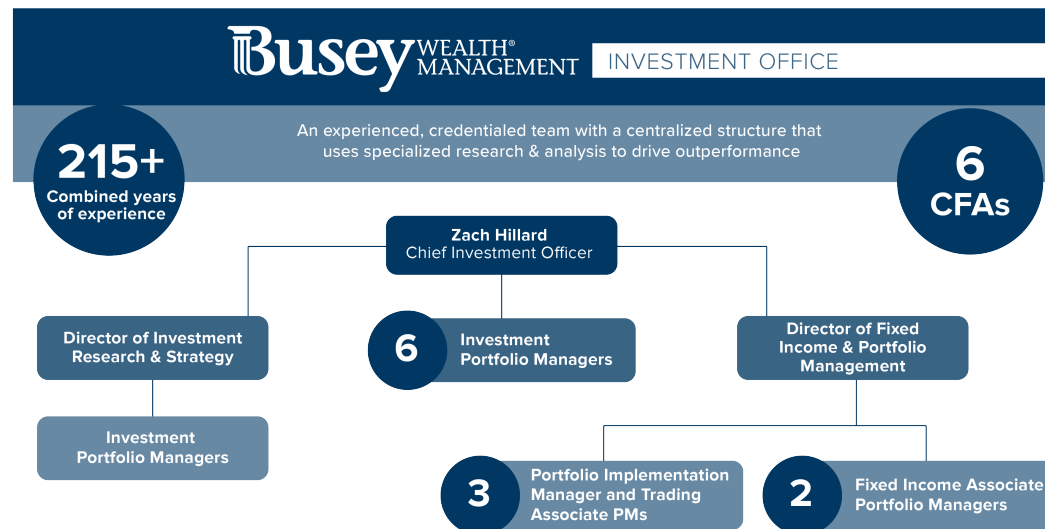 Busey WEALTH®
MANAGEMENT
INVESTMENT OFFICE
An experienced, credentialed team with a centralized structure that
uses specialized research & analysis to drive outperformance
215+
Combined years
of experience
6
CFAs
Zach Hillard
Chief Investment Officer
Director of Investment
Research & Strategy
6
Investment
Portfolio Managers
Director of Fixed
Income & Portfolio
Management
Investment
Portfolio Managers
3
Portfolio Implementation
Manager and Trading
Associate PMs
2
Fixed Income Associate
Portfolio Managers